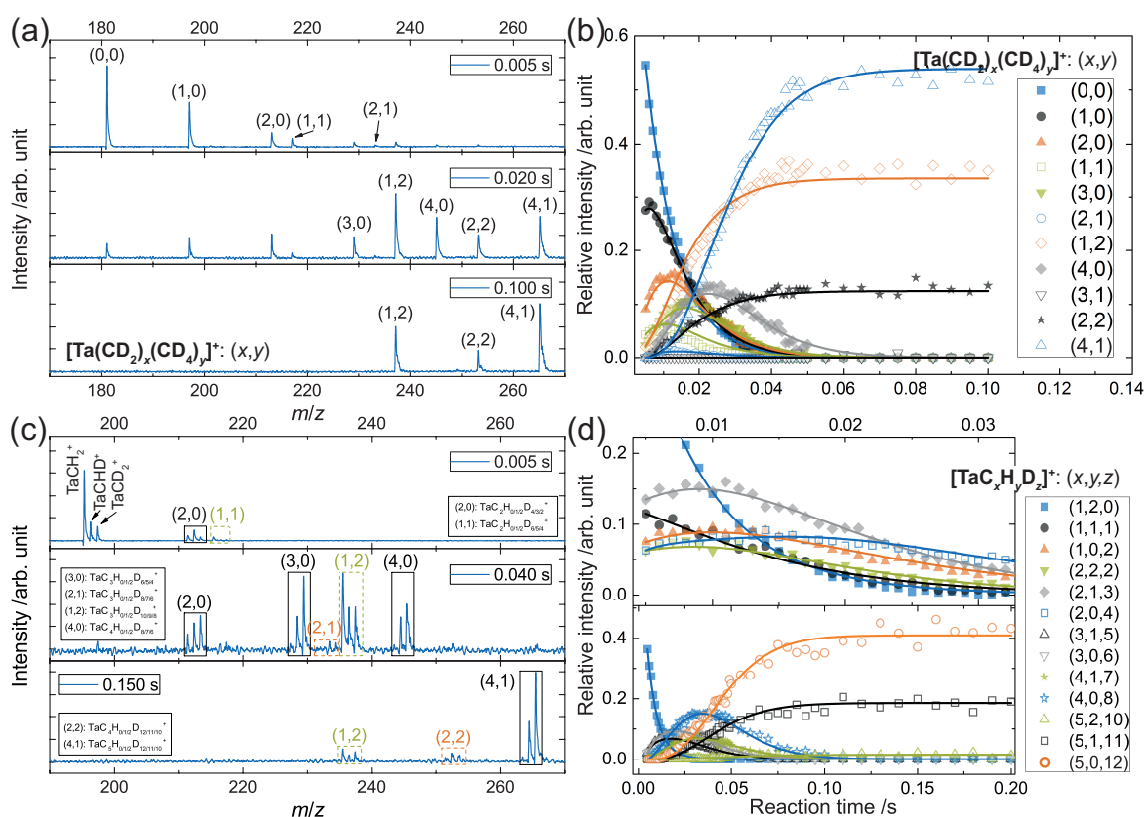 (a)
180 200 220 240 260
(0,0)
0.005 s
(1,0)
(2,0)
(1,1)
(2,1)
0.020 s
(1,2)
(3,0)
(4,0)
(2,2)
(4,1)
0.100 s
(1,2)
(2,2)
(4,1)
[Ta(CD₂)ₓ(CD₄)ᵧ]⁺: (x,y)
Intensity /arb. unit
180 200 220 240 260
m/z
(b)
[Ta(CD₂)ₓ(CD₄)ᵧ]⁺: (x,y)
(0,0)
(1,0)
(2,0)
(1,1)
(3,0)
(2,1)
(1,2)
(4,0)
(3,1)
(2,2)
(4,1)
Relative intensity /arb. unit
0.6
0.4
0.2
0.0
0.02 0.04 0.06 0.08 0.10 0.12 0.14
(c)
200 220 240 260
TaCH₂⁺
TaCHD⁺
TaCD₂⁺
0.005 s
(2,0)
(1,1)
(2,0): TaC₂H₀/₁/₂D₄/₃/₂⁺
(1,1): TaC₂H₀/₁/₂D₆/₅/₄⁺
0.040 s
(3,0): TaC₃H₀/₁/₂D₆/₅/₄⁺
(2,1): TaC₃H₀/₁/₂D₈/₇/₆⁺
(1,2): TaC₃H₀/₁/₂D₁₀/₉/₈⁺
(4,0): TaC₄H₀/₁/₂D₈/₇/₆⁺
(2,0)
(3,0)
(2,1)
(1,2)
(4,0)
0.150 s
(2,2): TaC₄H₀/₁/₂D₁₂/₁₁/₁₀⁺
(4,1): TaC₅H₀/₁/₂D₁₂/₁₁/₁₀⁺
(1,2)
(2,2)
(4,1)
Intensity /arb. unit
200 220 240 260
m/z
(d)
0.01 0.02 0.03
[TaCₓHᵧD_z]⁺: (x,y,z)
(1,2,0)
(1,1,1)
(1,0,2)
(2,2,2)
(2,1,3)
(2,0,4)
(3,1,5)
(3,0,6)
(4,1,7)
(4,0,8)
(5,2,10)
(5,1,11)
(5,0,12)
Relative intensity /arb. unit
0.2
0.1
0.0
0.4
0.2
0.0
0.00 0.05 0.10 0.15 0.20
Reaction time /s